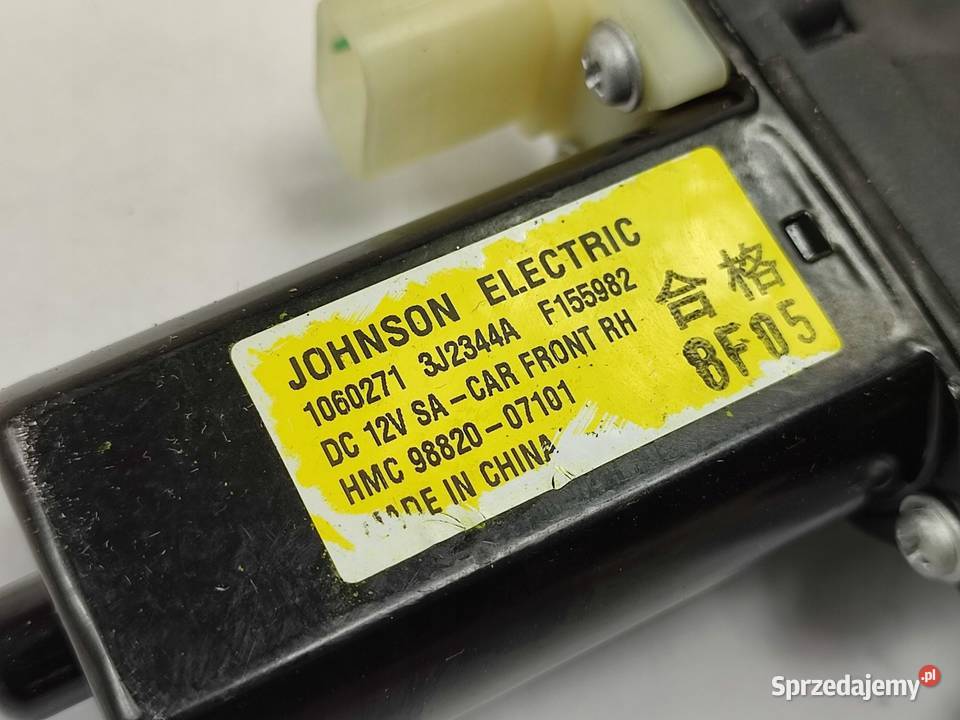 JOHNSON ELECTRIC
1060271 3J2344A F155982
DC 12V SA-CAR FRONT RH
HMC 98820-07101
MADE IN CHINA
合格
8F05
Sprzedajemy.pl